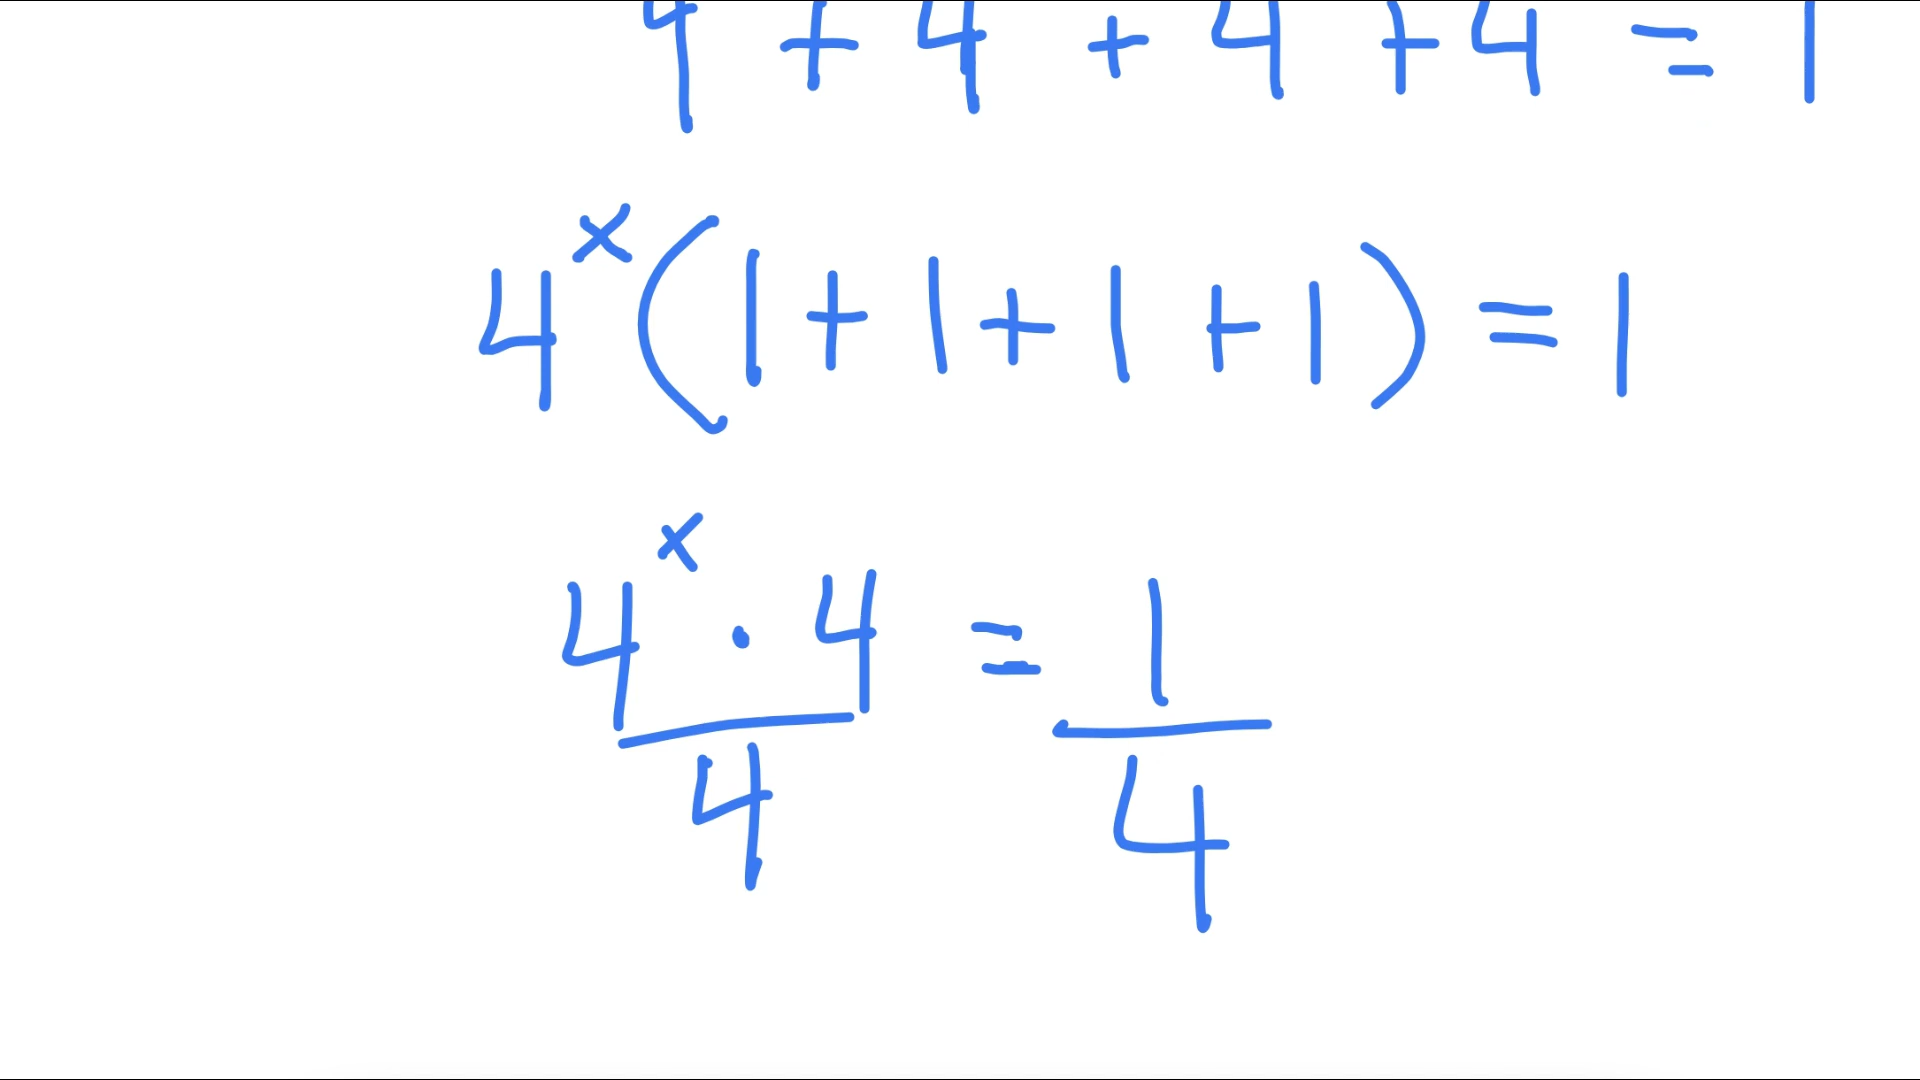 4 + 4 + 4 + 4 = 1
4^x (1 + 1 + 1 + 1) = 1
4^x · 4 = 1
4 4